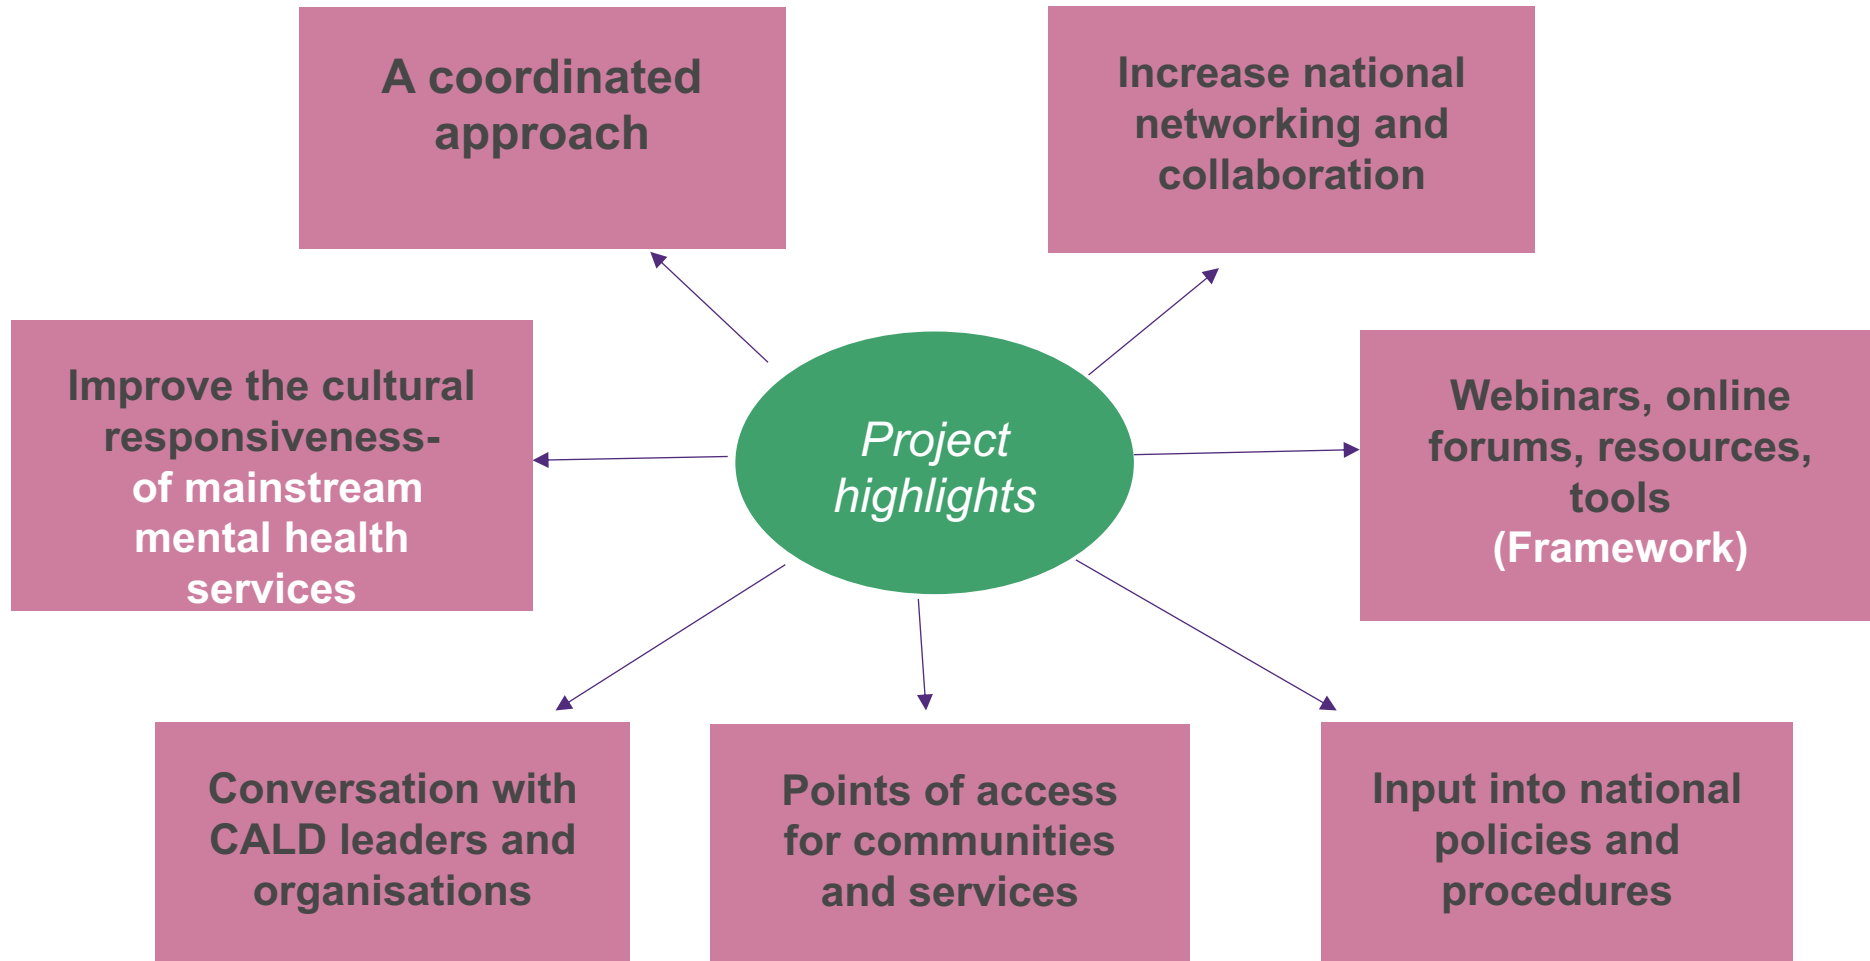 A coordinated
approach
Increase national
networking and
collaboration
Improve the cultural
responsiveness-
of mainstream
mental health
services
Project
highlights
Webinars, online
forums, resources,
tools
(Framework)
Conversation with
CALD leaders and
organisations
Points of access
for communities
and services
Input into national
policies and
procedures